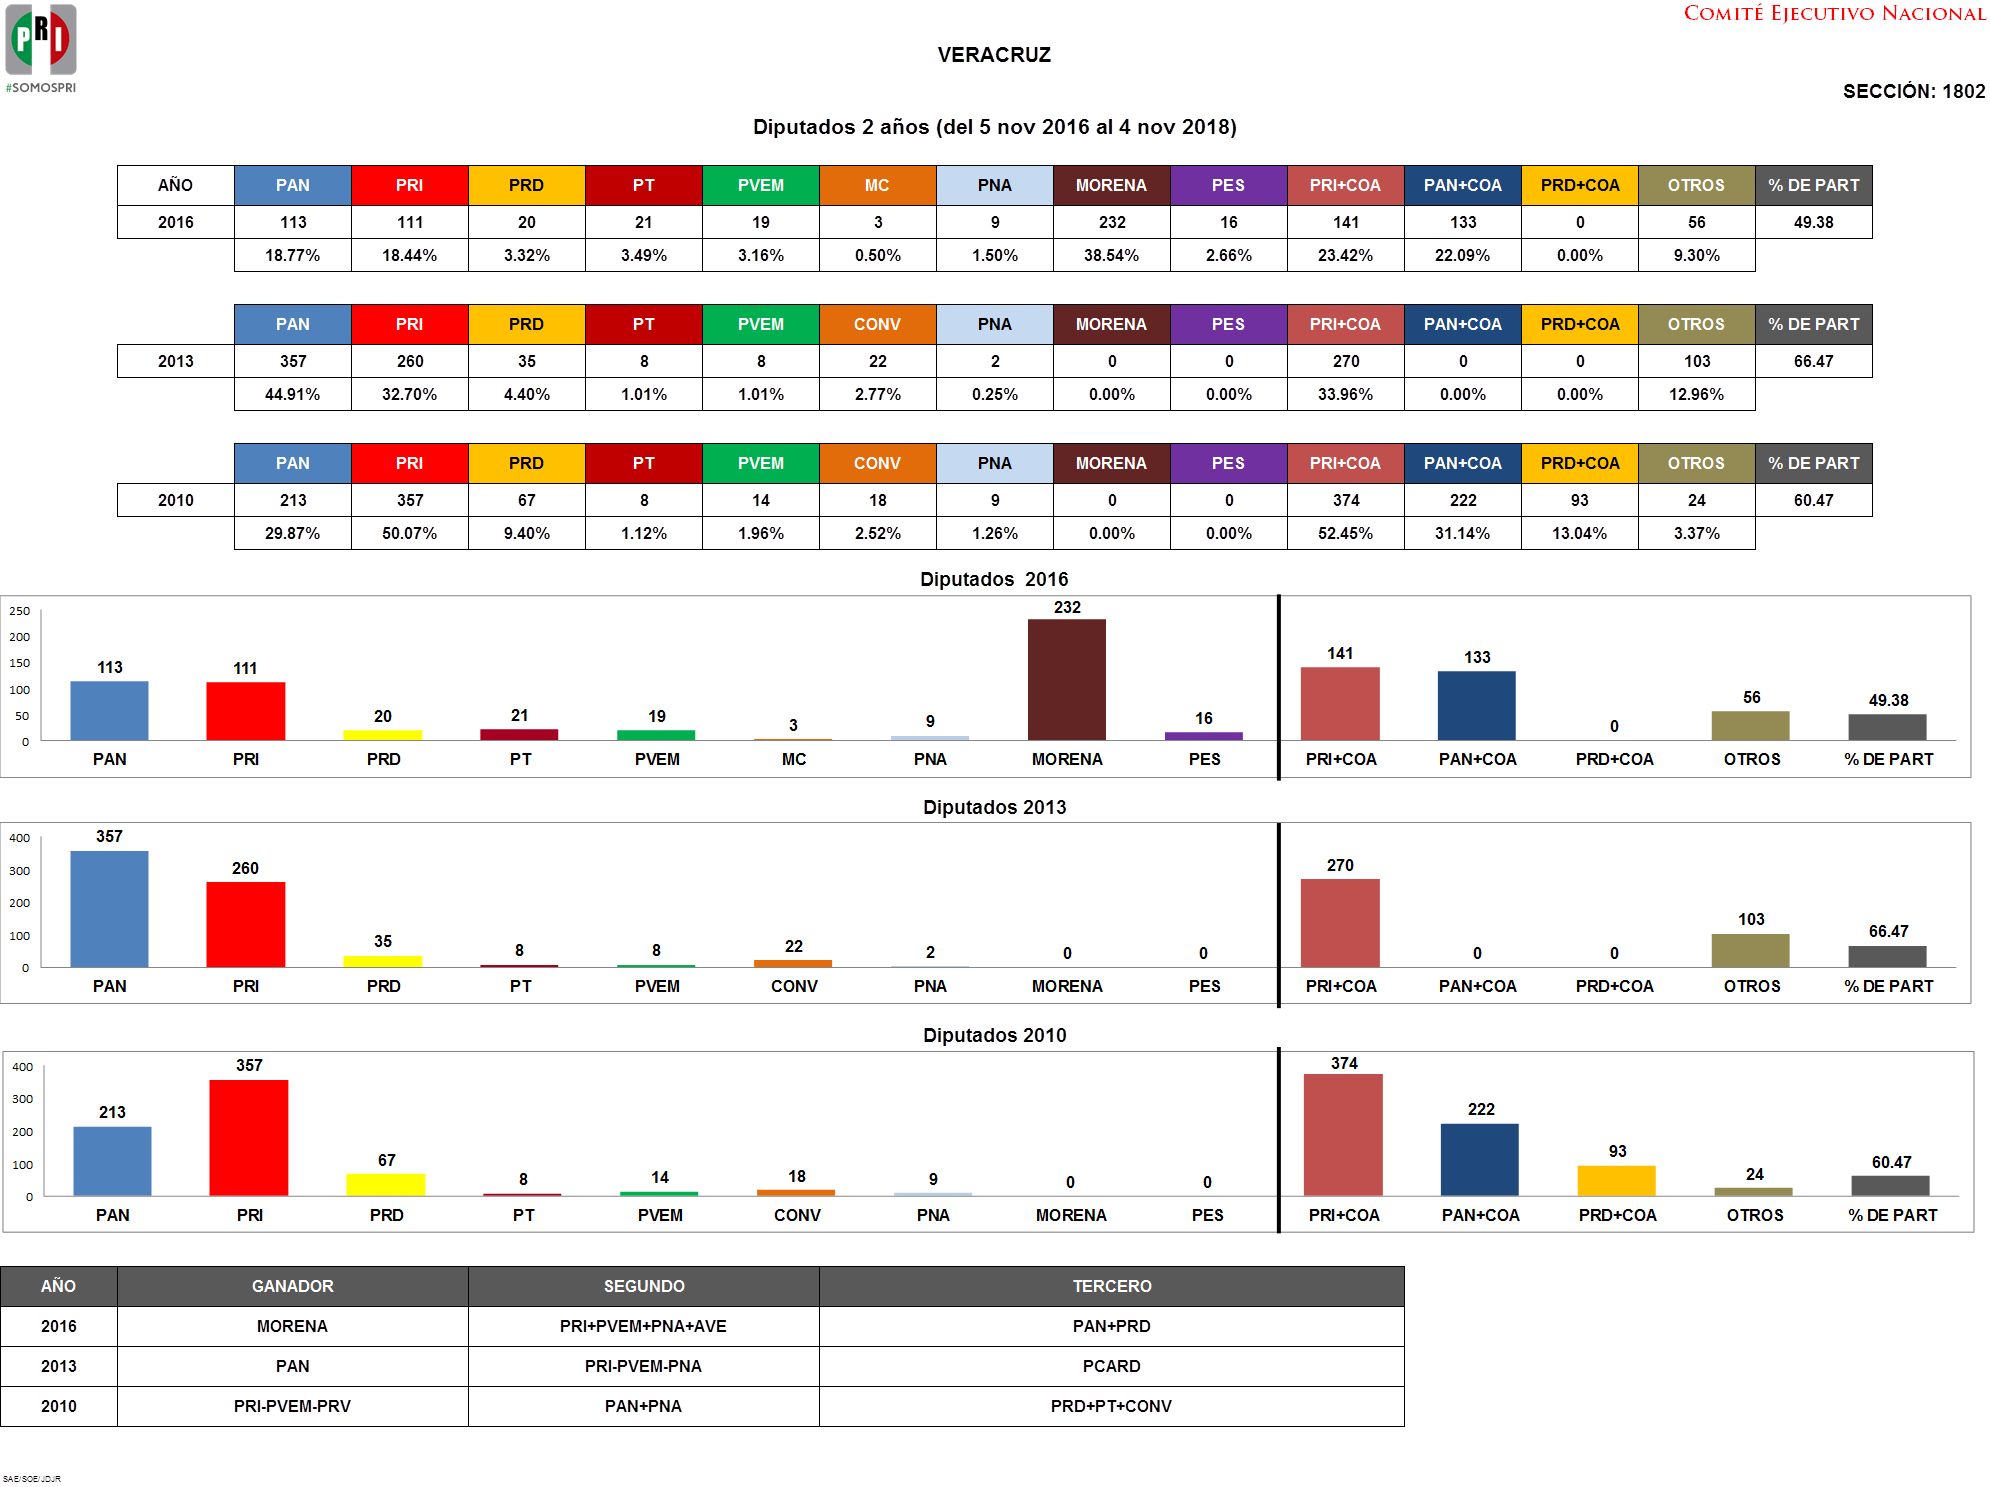 PRI
#SOMOSPRI
COMITÉ EJECUTIVO NACIONAL
VERACRUZ
SECCIÓN: 1802
Diputados 2 años (del 5 nov 2016 al 4 nov 2018)
AÑO PAN PRI PRD PT PVEM MC PNA MORENA PES PRI+COA PAN+COA PRD+COA OTROS % DE PART
2016 113 111 20 21 19 3 9 232 16 141 133 0 56 49.38
18.77% 18.44% 3.32% 3.49% 3.16% 0.50% 1.50% 38.54% 2.66% 23.42% 22.09% 0.00% 9.30%
PAN PRI PRD PT PVEM CONV PNA MORENA PES PRI+COA PAN+COA PRD+COA OTROS % DE PART
2013 357 260 35 8 8 22 2 0 0 270 0 0 103 66.47
44.91% 32.70% 4.40% 1.01% 1.01% 2.77% 0.25% 0.00% 0.00% 33.96% 0.00% 0.00% 12.96%
PAN PRI PRD PT PVEM CONV PNA MORENA PES PRI+COA PAN+COA PRD+COA OTROS % DE PART
2010 213 357 67 8 14 18 9 0 0 374 222 93 24 60.47
29.87% 50.07% 9.40% 1.12% 1.96% 2.52% 1.26% 0.00% 0.00% 52.45% 31.14% 13.04% 3.37%
Diputados 2016
250
200
150
100
50
0
113 111 20 21 19 3 9 232 16 141 133 0 56 49.38
PAN PRI PRD PT PVEM MC PNA MORENA PES PRI+COA PAN+COA PRD+COA OTROS % DE PART
Diputados 2013
400
300
200
100
0
357 260 35 8 8 22 2 0 0 270 0 0 103 66.47
PAN PRI PRD PT PVEM CONV PNA MORENA PES PRI+COA PAN+COA PRD+COA OTROS % DE PART
Diputados 2010
400
300
200
100
0
213 357 67 8 14 18 9 0 0 374 222 93 24 60.47
PAN PRI PRD PT PVEM CONV PNA MORENA PES PRI+COA PAN+COA PRD+COA OTROS % DE PART
AÑO GANADOR SEGUNDO TERCERO
2016 MORENA PRI+PVEM+PNA+AVE PAN+PRD
2013 PAN PRI-PVEM-PNA PCARD
2010 PRI-PVEM-PRV PAN+PNA PRD+PT+CONV
SAE/SOE/JDJR